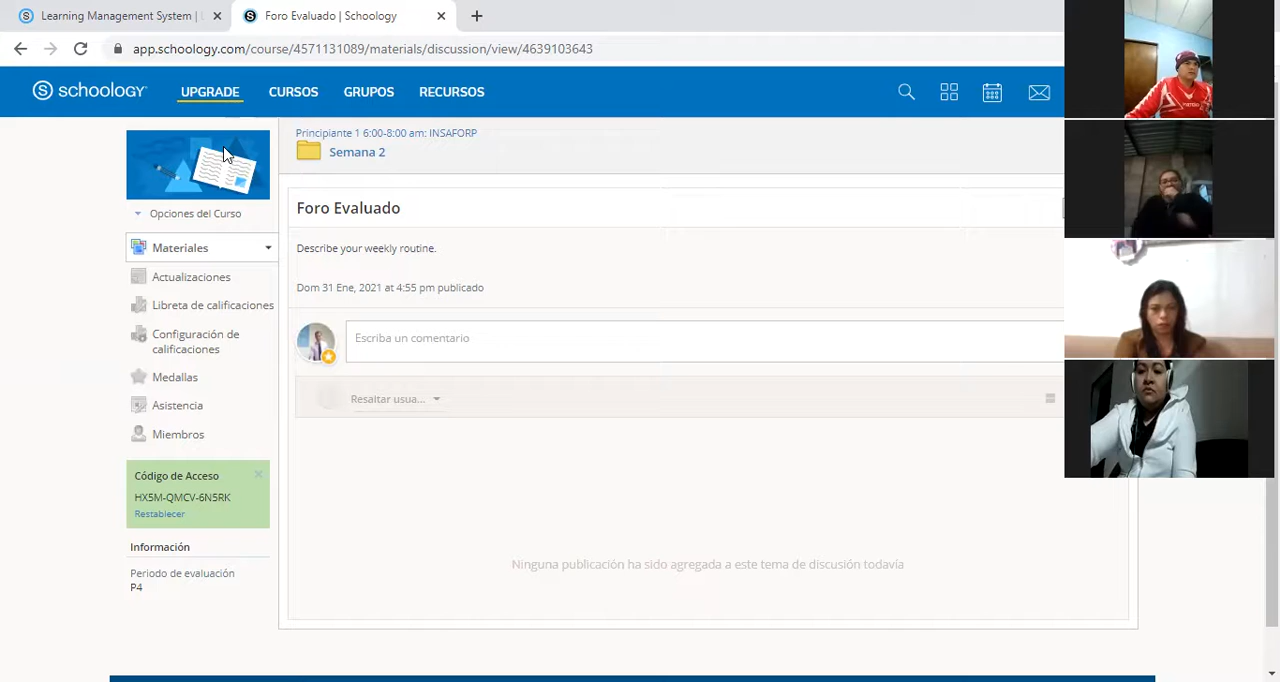 Learning Management System |
Foro Evaluado | Schoology
app.schoology.com/course/4571131089/materials/discussion/view/4639103643
schoology
UPGRADE CURSOS GRUPOS RECURSOS
Principiante 1 6:00-8:00 am: INSAFORP
Semana 2
Opciones del Curso
Materiales
Actualizaciones
Libreta de calificaciones
Configuración de
calificaciones
Medallas
Asistencia
Miembros
Código de Acceso
HX5M-QMCV-6N5RK
Restablecer
Información
Periodo de evaluación
P4
Foro Evaluado
Describe your weekly routine.
Dom 31 Ene, 2021 at 4:55 pm publicado
Escriba un comentario
Resaltar usua...
Ninguna publicación ha sido agregada a este tema de discusión todavía